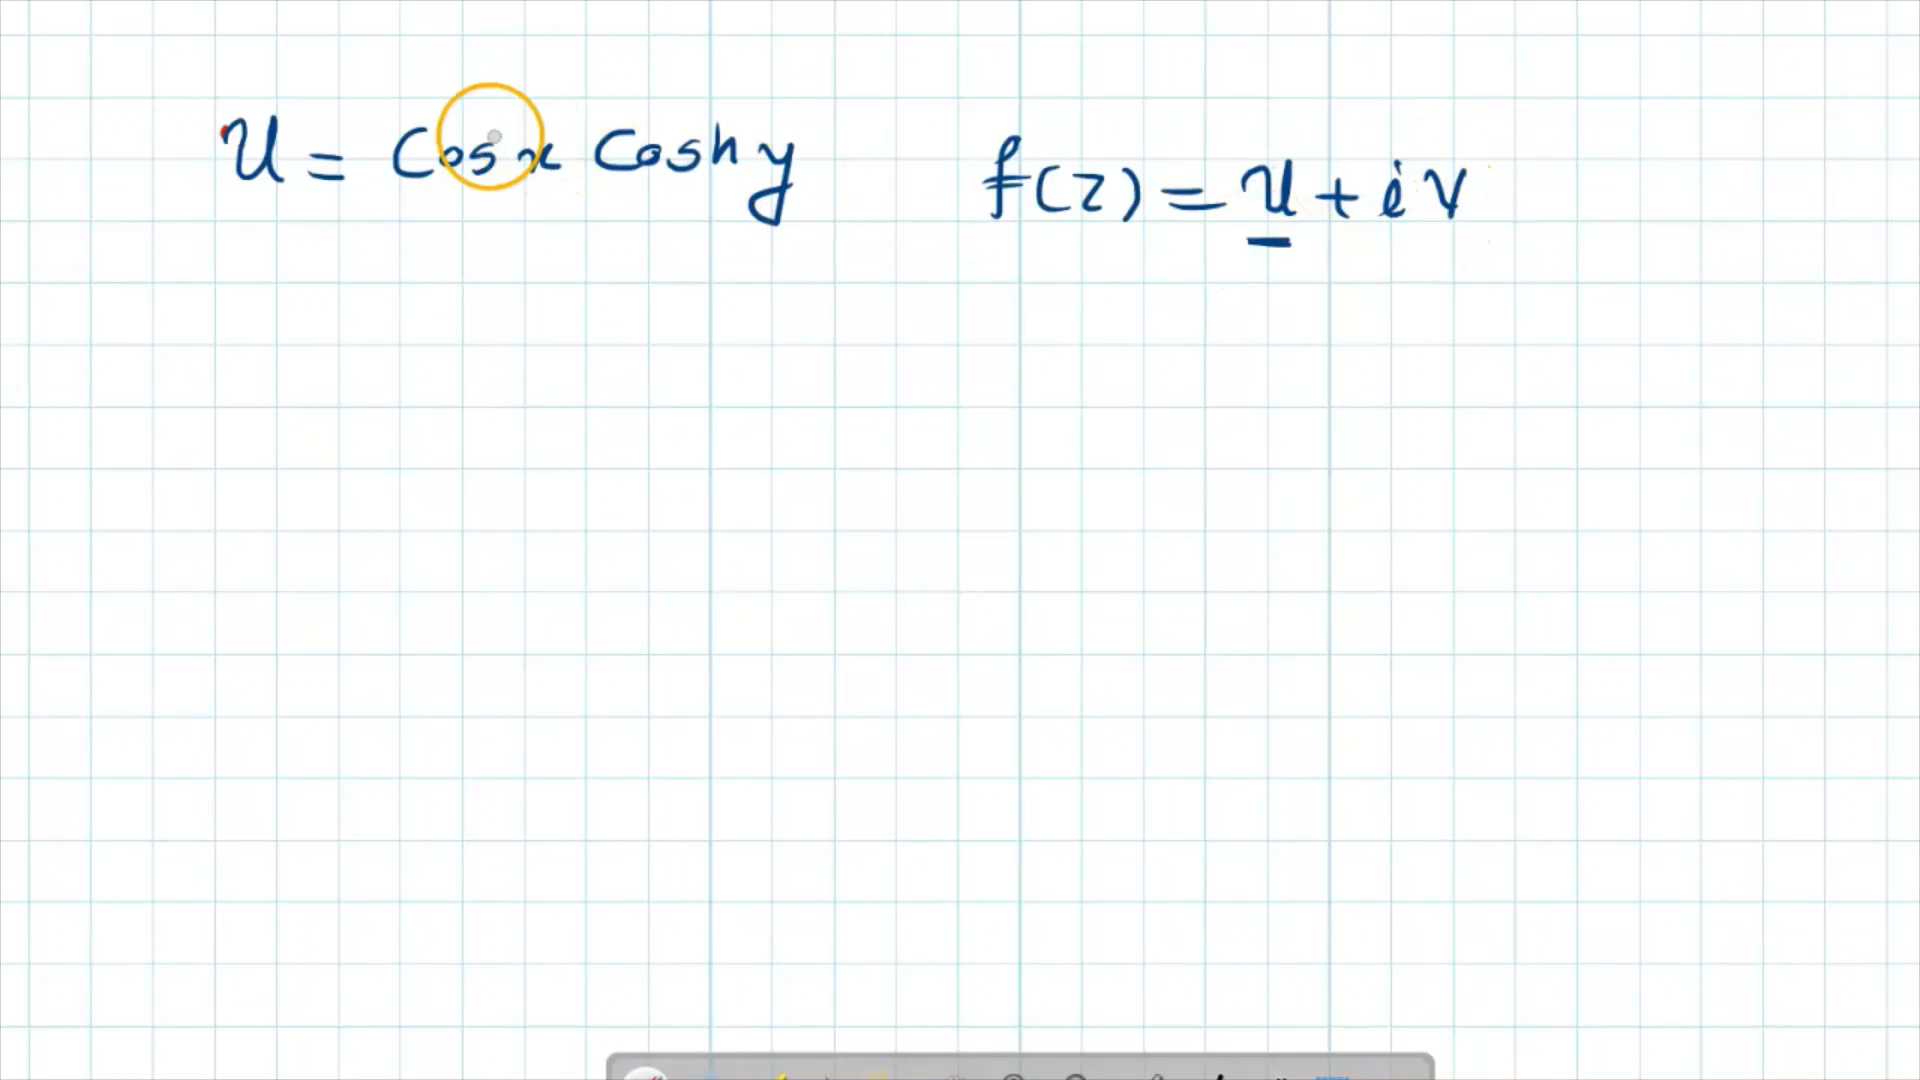 u = Cos x Cosh y
f(z) = u + i v